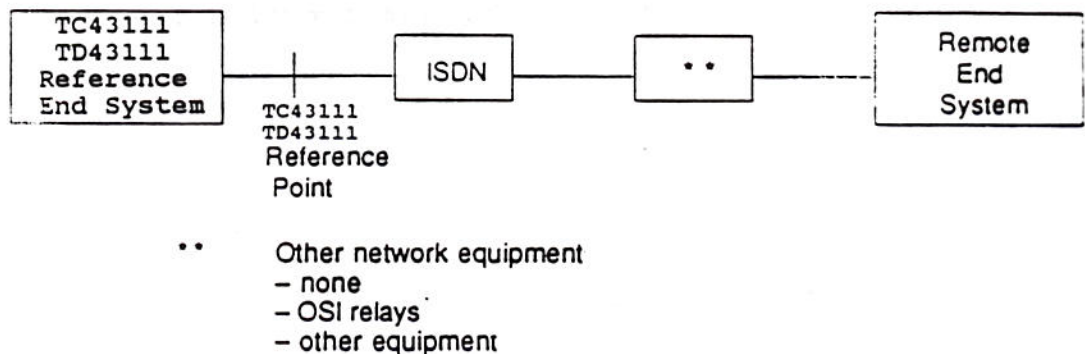 TC43111
TD43111
Reference
End System
TC43111
TD43111
Reference
Point
ISDN
* *
Remote
End
System
* * Other network equipment
– none
– OSI relays
– other equipment